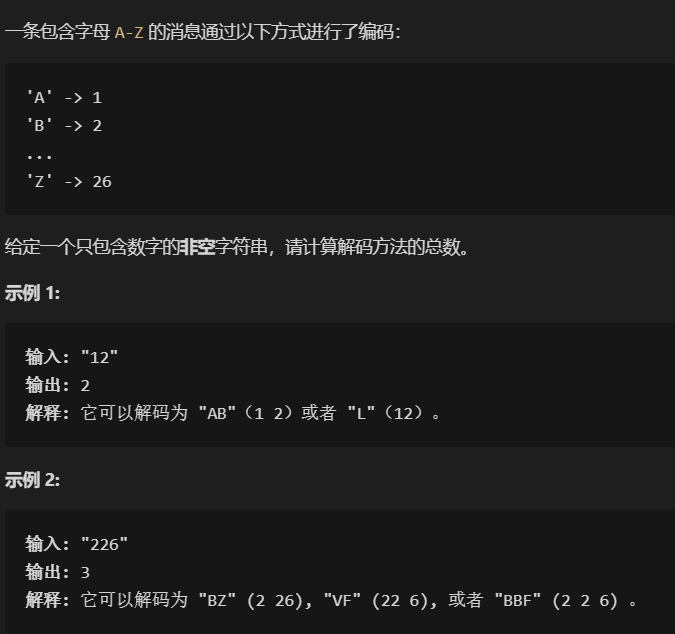 一条包含字母 A-Z 的消息通过以下方式进行了编码：
'A' -> 1
'B' -> 2
...
'Z' -> 26
给定一个只包含数字的非空字符串，请计算解码方法的总数。
示例 1:
输入: "12"
输出: 2
解释: 它可以解码为 "AB"（1 2）或者 "L"（12）。
示例 2:
输入: "226"
输出: 3
解释: 它可以解码为 "BZ" (2 26), "VF" (22 6), 或者 "BBF" (2 2 6) 。